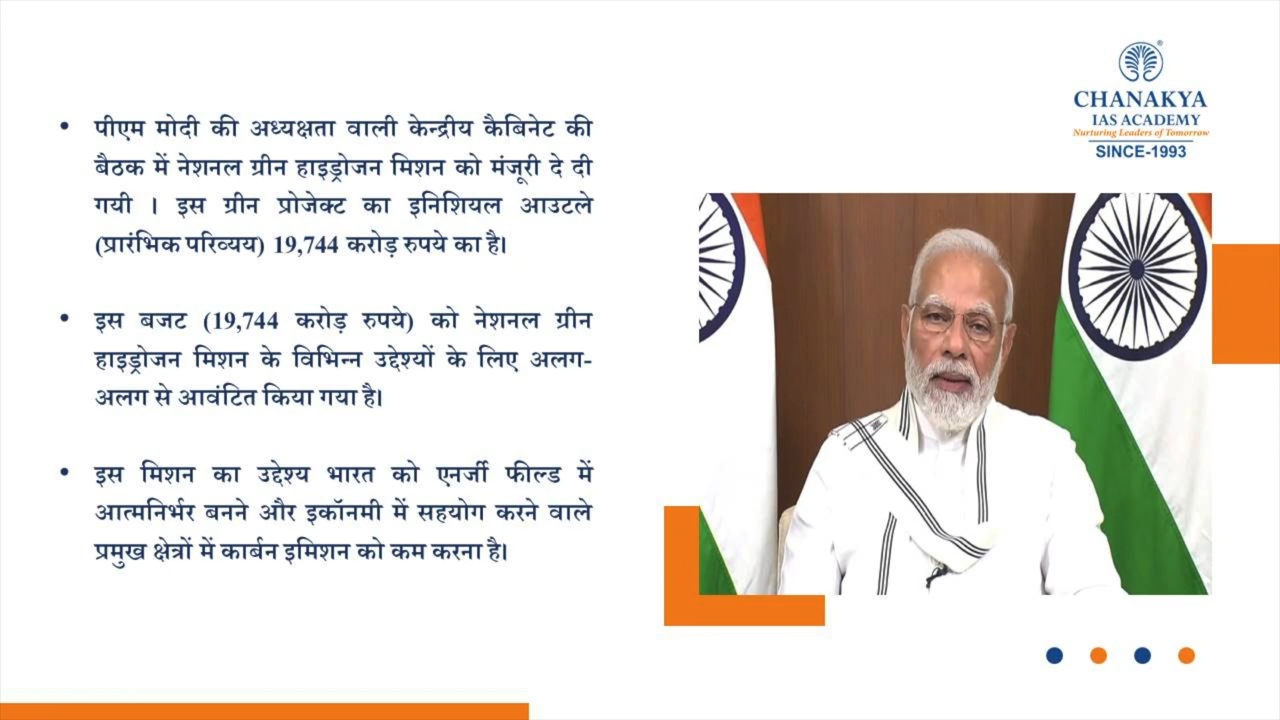 CHANAKYA
IAS ACADEMY
Nurturing Leaders of Tomorrow
SINCE-1993
• पीएम मोदी की अध्यक्षता वाली केन्द्रीय कैबिनेट की
बैठक में नेशनल ग्रीन हाइड्रोजन मिशन को मंजूरी दे दी
गयी । इस ग्रीन प्रोजेक्ट का इनिशियल आउटले
(प्रारंभिक परिव्यय) 19,744 करोड़ रुपये का है।
• इस बजट (19,744 करोड़ रुपये) को नेशनल ग्रीन
हाइड्रोजन मिशन के विभिन्न उद्देश्यों के लिए अलग-
अलग से आवंटित किया गया है।
• इस मिशन का उद्देश्य भारत को एनर्जी फील्ड में
आत्मनिर्भर बनने और इकॉनमी में सहयोग करने वाले
प्रमुख क्षेत्रों में कार्बन इमिशन को कम करना है।